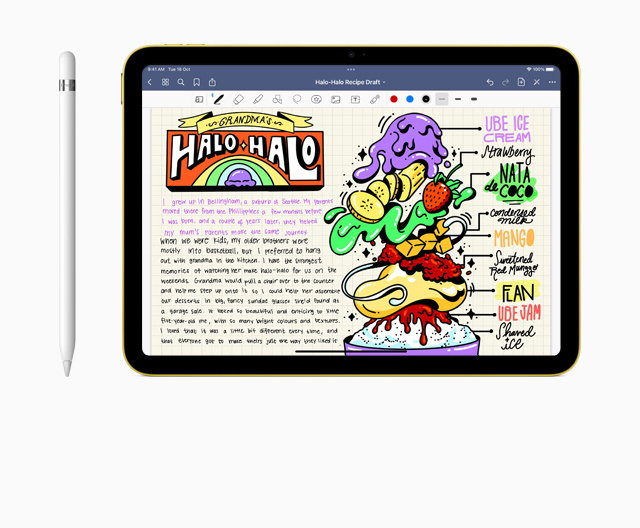 9:41 AM Tue 18 Oct
100%
Halo-Halo Recipe Draft
GRANDMA'S
HALO HALO
I grew up in Bellingham, a suburb of Seattle. My parents
moved there from the Philippines a few months before
I was born, and a couple of years later, they helped
my mum's parents make the same journey.
When we were kids, my older brothers were
mostly into basketball, but I preferred to hang
out with grandma in the kitchen. I have the strongest
memories of watching her make halo-halo for us on the
weekends. Grandma would pull a chair over to the counter
and help me step up so I could help her assemble
our desserts in big, fancy sundae glasses she'd found as
a garage sale. It looked so beautiful and enticing to little
five-year-old me, with so many bright colours and textures.
I loved that it was a little bit different every time, and
that everyone got to make theirs just the way they liked it
UBE ICE
CREAM
Strawberry
NATA
de COCO
condensed
milk
MANGO
Sweetened
Red Mungo
FLAN
UBE JAM
Shaved
ice